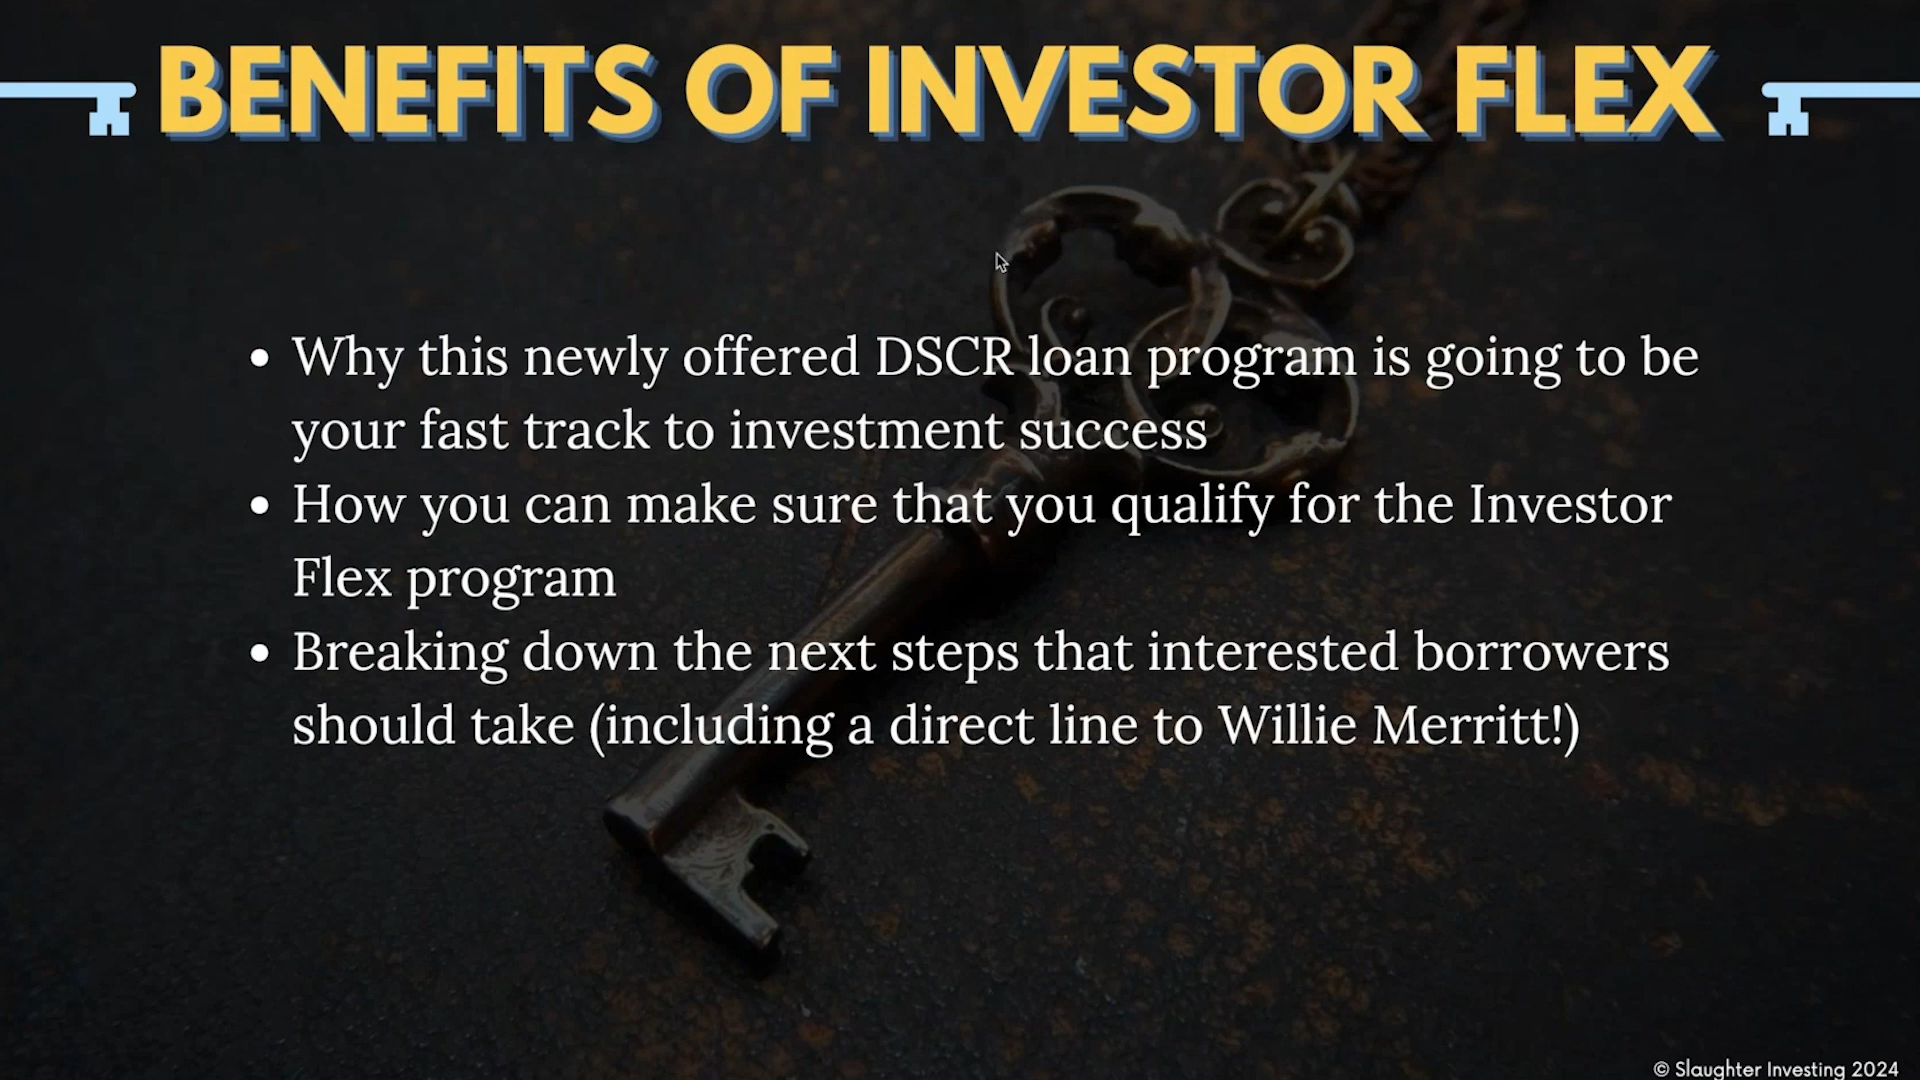 BENEFITS OF INVESTOR FLEX
• Why this newly offered DSCR loan program is going to be
your fast track to investment success
• How you can make sure that you qualify for the Investor
Flex program
• Breaking down the next steps that interested borrowers
should take (including a direct line to Willie Merritt!)
© Slaughter Investing 2024